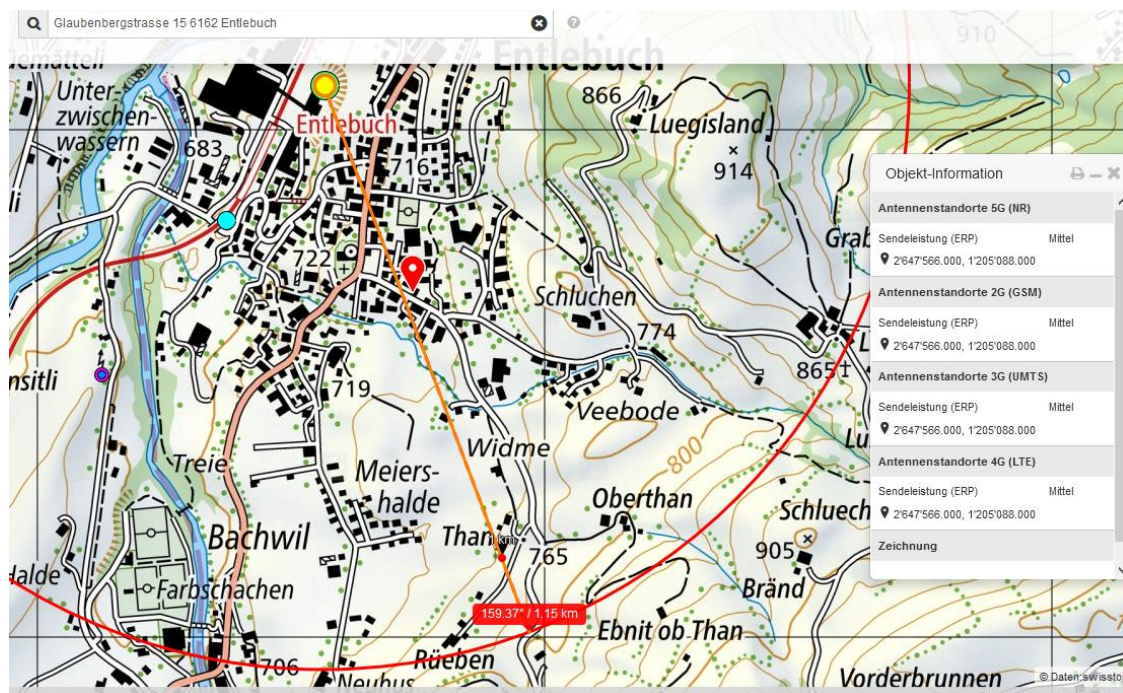 Glaubenbergstrasse 15 6162 Entlebuch
910
Entlebuch
Unter-
zwischen-
wassern
683
Entlebuch
716
866
Luegisland
914
722
Schluchen
774
865
719
Veebode
800
Treie
Widme
Meiers-
halde
Oberthan
Bachwil
Than
1 km
765
905
Bränd
Farbschachen
159.37° / 1.15 km
Ebnit ob Than
706
Rüeben
Vorderbrunnen
Objekt-Information
Antennenstandorte 5G (NR)
Sendeleistung (ERP) Mittel
2'647'566.000, 1'205'088.000
Antennenstandorte 2G (GSM)
Sendeleistung (ERP) Mittel
2'647'566.000, 1'205'088.000
Antennenstandorte 3G (UMTS)
Sendeleistung (ERP) Mittel
2'647'566.000, 1'205'088.000
Antennenstandorte 4G (LTE)
Sendeleistung (ERP) Mittel
2'647'566.000, 1'205'088.000
Zeichnung
© Daten:swissto